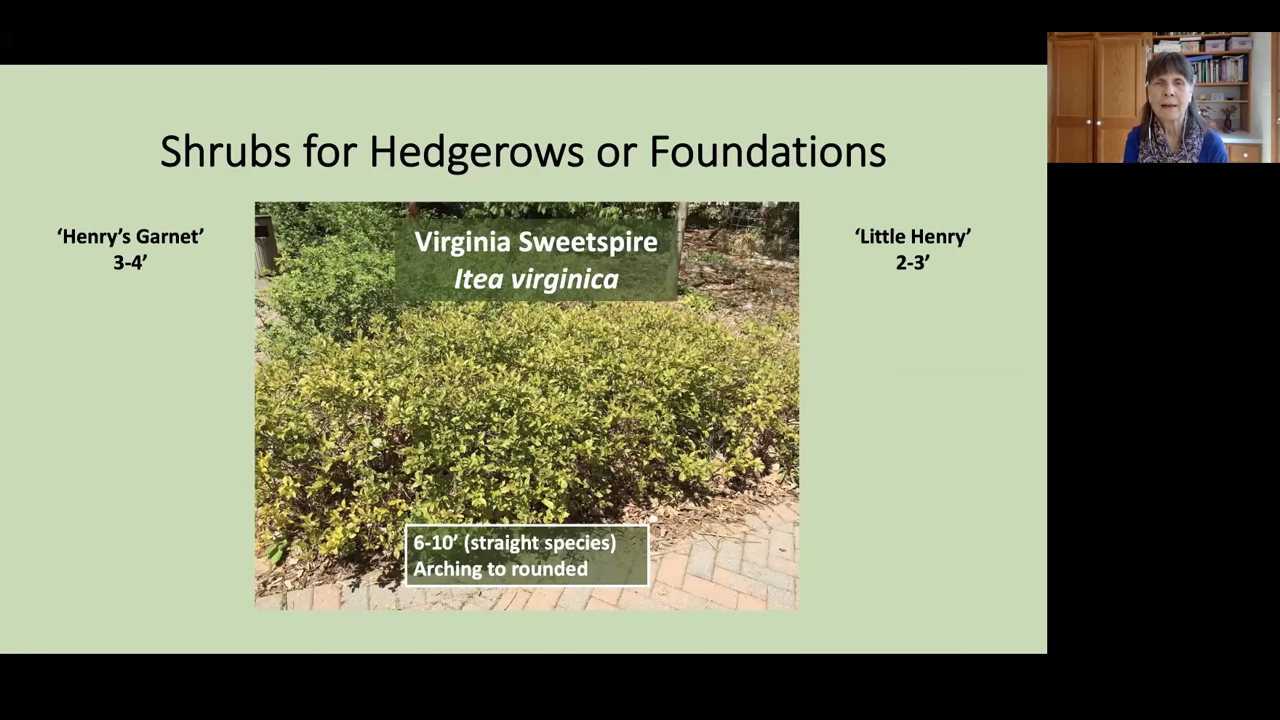 Shrubs for Hedgerows or Foundations
‘Henry’s Garnet’
3-4’
Virginia Sweetspire
Itea virginica
‘Little Henry’
2-3’
6-10’ (straight species)
Arching to rounded